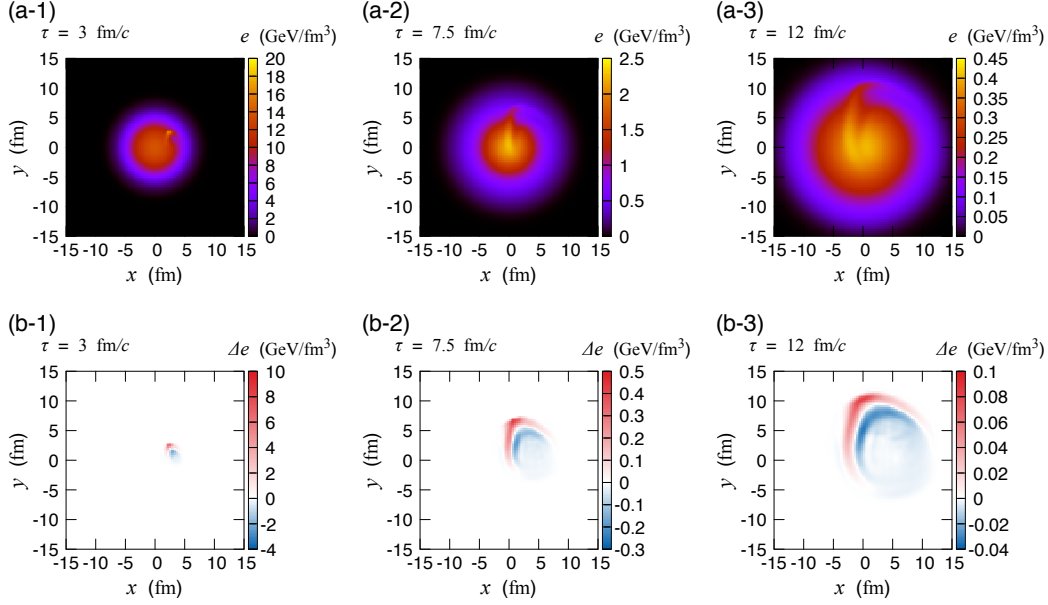 (a-1) (a-2) (a-3)
τ = 3 fm/c e (GeV/fm³) τ = 7.5 fm/c e (GeV/fm³) τ = 12 fm/c e (GeV/fm³)
15 10 5 0 -5 -10 -15
y (fm)
-15 -10 -5 0 5 10 15
x (fm)
20 18 16 14 12 10 8 6 4 2 0
15 10 5 0 -5 -10 -15
y (fm)
-15 -10 -5 0 5 10 15
x (fm)
2.5 2 1.5 1 0.5 0
15 10 5 0 -5 -10 -15
y (fm)
-15 -10 -5 0 5 10 15
x (fm)
0.45 0.4 0.35 0.3 0.25 0.2 0.15 0.1 0.05 0
(b-1) (b-2) (b-3)
τ = 3 fm/c Δe (GeV/fm³) τ = 7.5 fm/c Δe (GeV/fm³) τ = 12 fm/c Δe (GeV/fm³)
15 10 5 0 -5 -10 -15
y (fm)
-15 -10 -5 0 5 10 15
x (fm)
10 8 6 4 2 0 -2 -4
15 10 5 0 -5 -10 -15
y (fm)
-15 -10 -5 0 5 10 15
x (fm)
0.5 0.4 0.3 0.2 0.1 0 -0.1 -0.2 -0.3
15 10 5 0 -5 -10 -15
y (fm)
-15 -10 -5 0 5 10 15
x (fm)
0.1 0.08 0.06 0.04 0.02 0 -0.02 -0.04